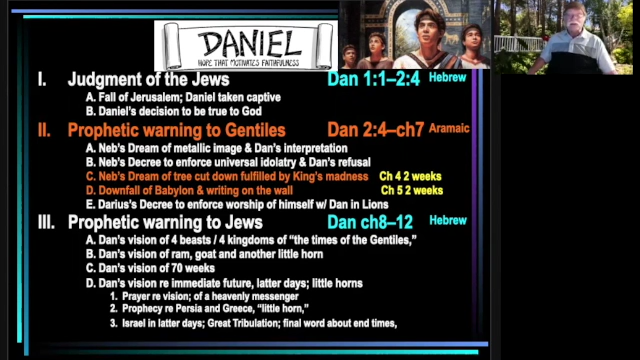 DANIEL
HOPE THAT MOTIVATES FAITHFULNESS
I. Judgment of the Jews Dan 1:1–2:4 Hebrew
A. Fall of Jerusalem; Daniel taken captive
B. Daniel's decision to be true to God
II. Prophetic warning to Gentiles Dan 2:4–ch7 Aramaic
A. Neb's Dream of metallic image & Dan's interpretation
B. Neb's Decree to enforce universal idolatry & Dan's refusal
C. Neb's Dream of tree cut down fulfilled by King's madness Ch 4 2 weeks
D. Downfall of Babylon & writing on the wall Ch 5 2 weeks
E. Darius's Decree to enforce worship of himself w/ Dan in Lions
III. Prophetic warning to Jews Dan ch8–12 Hebrew
A. Dan's vision of 4 beasts / 4 kingdoms of "the times of the Gentiles,"
B. Dan's vision of ram, goat and another little horn
C. Dan's vision of 70 weeks
D. Dan's vision re immediate future, latter days; little horns
1. Prayer re vision; of a heavenly messenger
2. Prophecy re Persia and Greece, "little horn,"
3. Israel in latter days; Great Tribulation; final word about end times,